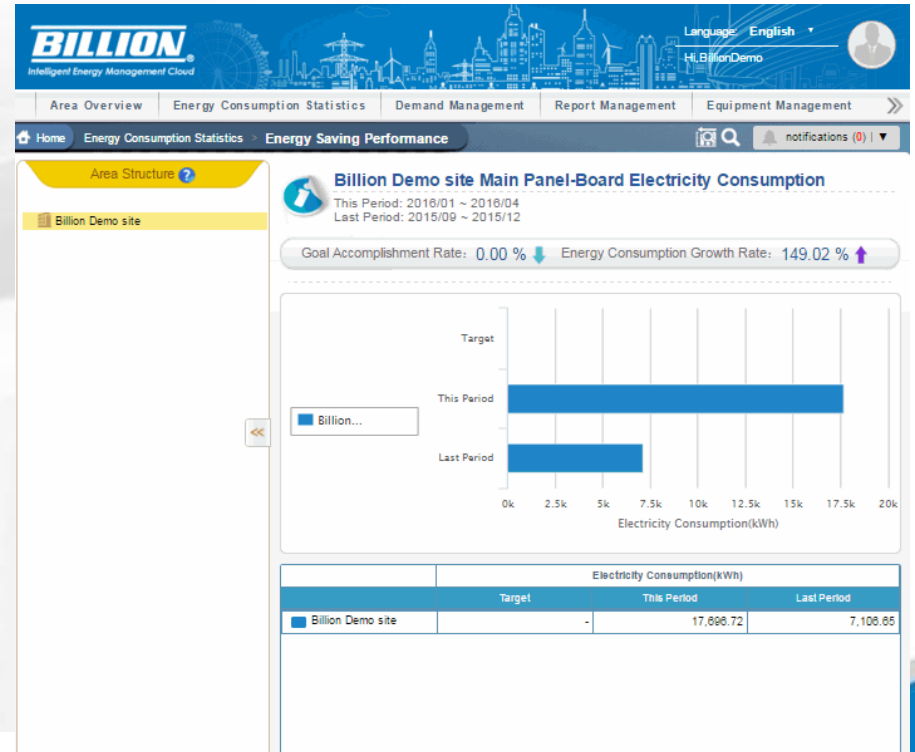 BILLION®
Intelligent Energy Management Cloud
Language: English ▼
Hi,BillionDemo
Area Overview Energy Consumption Statistics Demand Management Report Management Equipment Management
Home Energy Consumption Statistics > Energy Saving Performance notifications (0) | ▼
Area Structure ?
Billion Demo site
Billion Demo site Main Panel-Board Electricity Consumption
This Period: 2016/01 ~ 2016/04
Last Period: 2015/09 ~ 2015/12
Goal Accomplishment Rate: 0.00 % Energy Consumption Growth Rate: 149.02 %
Target
This Period
Billion...
Last Period
0k 2.5k 5k 7.5k 10k 12.5k 15k 17.5k 20k
Electricity Consumption(kWh)
Electricity Consumption(kWh)
Target This Period Last Period
Billion Demo site - 17,696.72 7,106.65